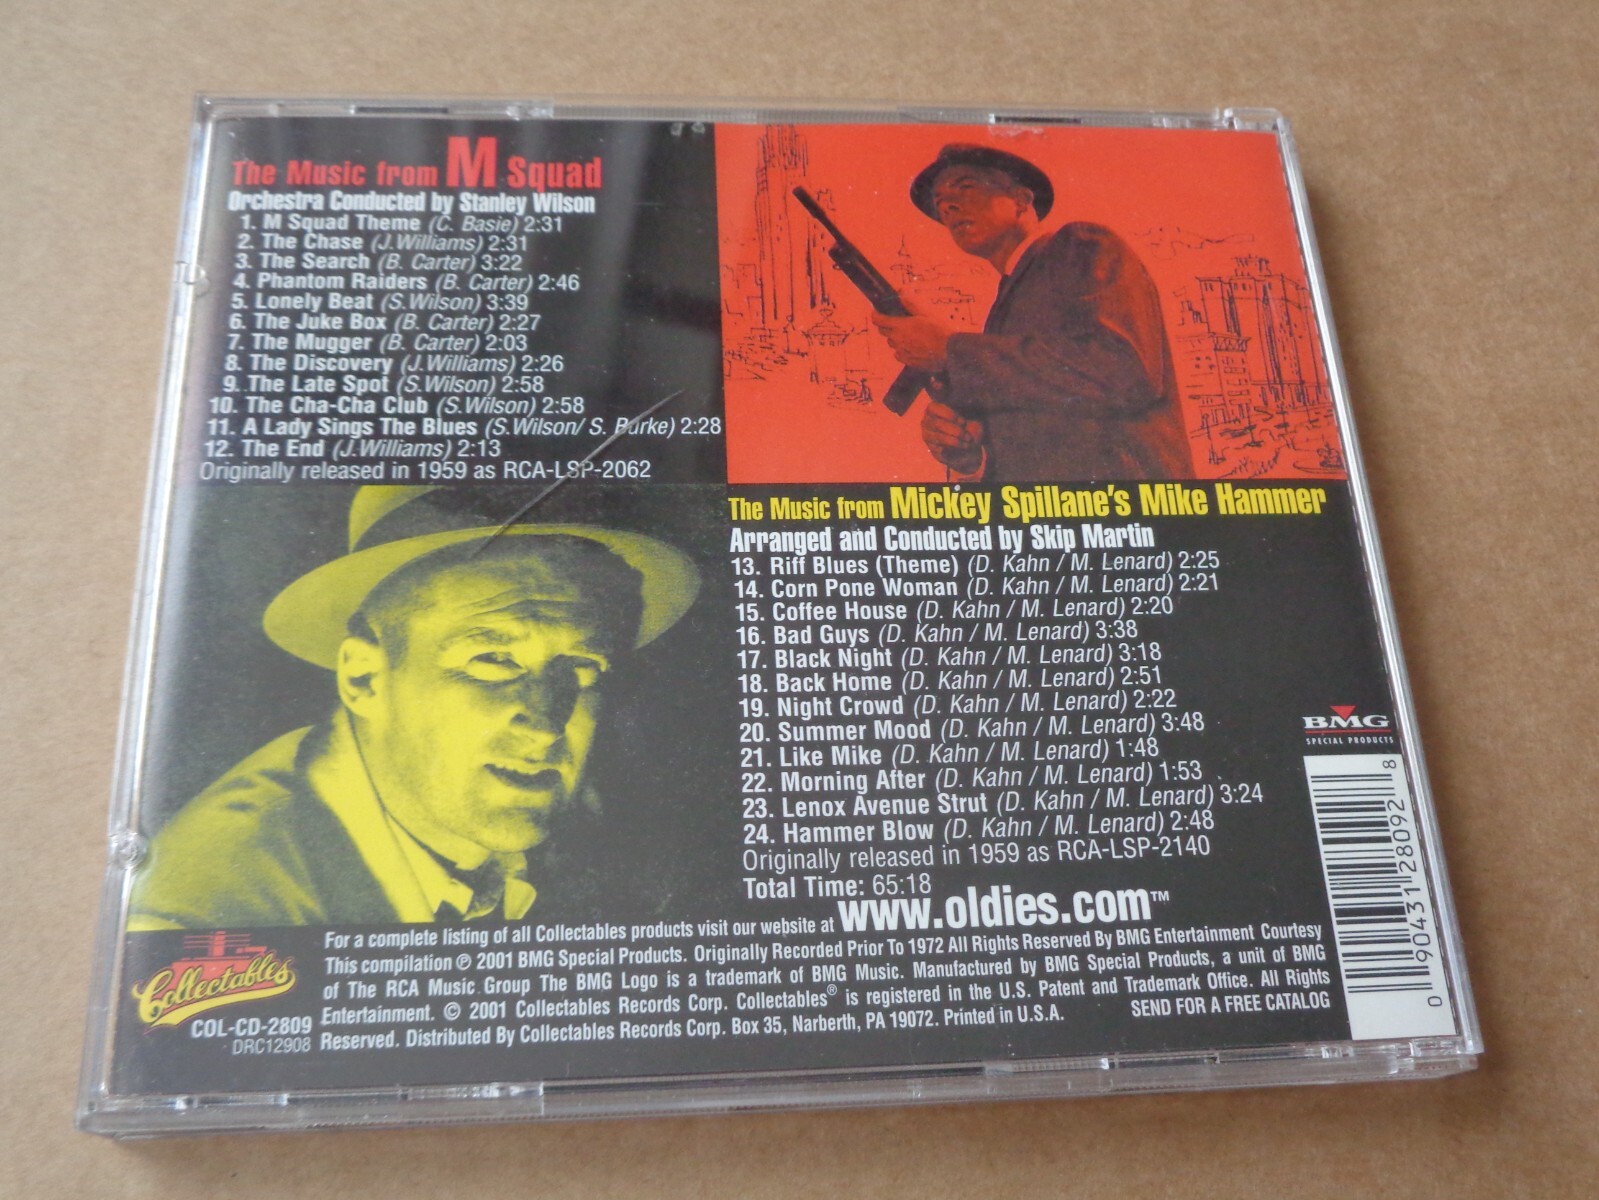 The Music from M Squad
Orchestra Conducted by Stanley Wilson
1. M Squad Theme (C. Basie) 2:31
2. The Chase (J.Williams) 2:31
3. The Search (B. Carter) 3:22
4. Phantom Raiders (B. Carter) 2:46
5. Lonely Beat (S.Wilson) 3:39
6. The Juke Box (B. Carter) 2:27
7. The Mugger (B. Carter) 2:03
8. The Discovery (J.Williams) 2:26
9. The Late Spot (S.Wilson) 2:58
10. The Cha-Cha Club (S.Wilson) 2:58
11. A Lady Sings The Blues (S.Wilson/ S. Burke) 2:28
12. The End (J.Williams) 2:13
Originally released in 1959 as RCA-LSP-2062
The Music from Mickey Spillane's Mike Hammer
Arranged and Conducted by Skip Martin
13. Riff Blues (Theme) (D. Kahn / M. Lenard) 2:25
14. Corn Pone Woman (D. Kahn / M. Lenard) 2:21
15. Coffee House (D. Kahn / M. Lenard) 2:20
16. Bad Guys (D. Kahn / M. Lenard) 3:38
17. Black Night (D. Kahn / M. Lenard) 3:18
18. Back Home (D. Kahn / M. Lenard) 2:51
19. Night Crowd (D. Kahn / M. Lenard) 2:22
20. Summer Mood (D. Kahn / M. Lenard) 3:48
21. Like Mike (D. Kahn / M. Lenard) 1:48
22. Morning After (D. Kahn / M. Lenard) 1:53
23. Lenox Avenue Strut (D. Kahn / M. Lenard) 3:24
24. Hammer Blow (D. Kahn / M. Lenard) 2:48
Originally released in 1959 as RCA-LSP-2140
Total Time: 65:18
BMG
SPECIAL PRODUCTS
0 90431 28092 8
For a complete listing of all Collectables products visit our website at www.oldies.com™
This compilation ℗ 2001 BMG Special Products. Originally Recorded Prior To 1972 All Rights Reserved By BMG Entertainment Courtesy
of The RCA Music Group The BMG Logo is a trademark of BMG Music. Manufactured by BMG Special Products, a unit of BMG
Entertainment. © 2001 Collectables Records Corp. Collectables® is registered in the U.S. Patent and Trademark Office. All Rights
Reserved. Distributed By Collectables Records Corp. Box 35, Narberth, PA 19072. Printed in U.S.A.
SEND FOR A FREE CATALOG
Collectables
COL-CD-2809
DRC12908